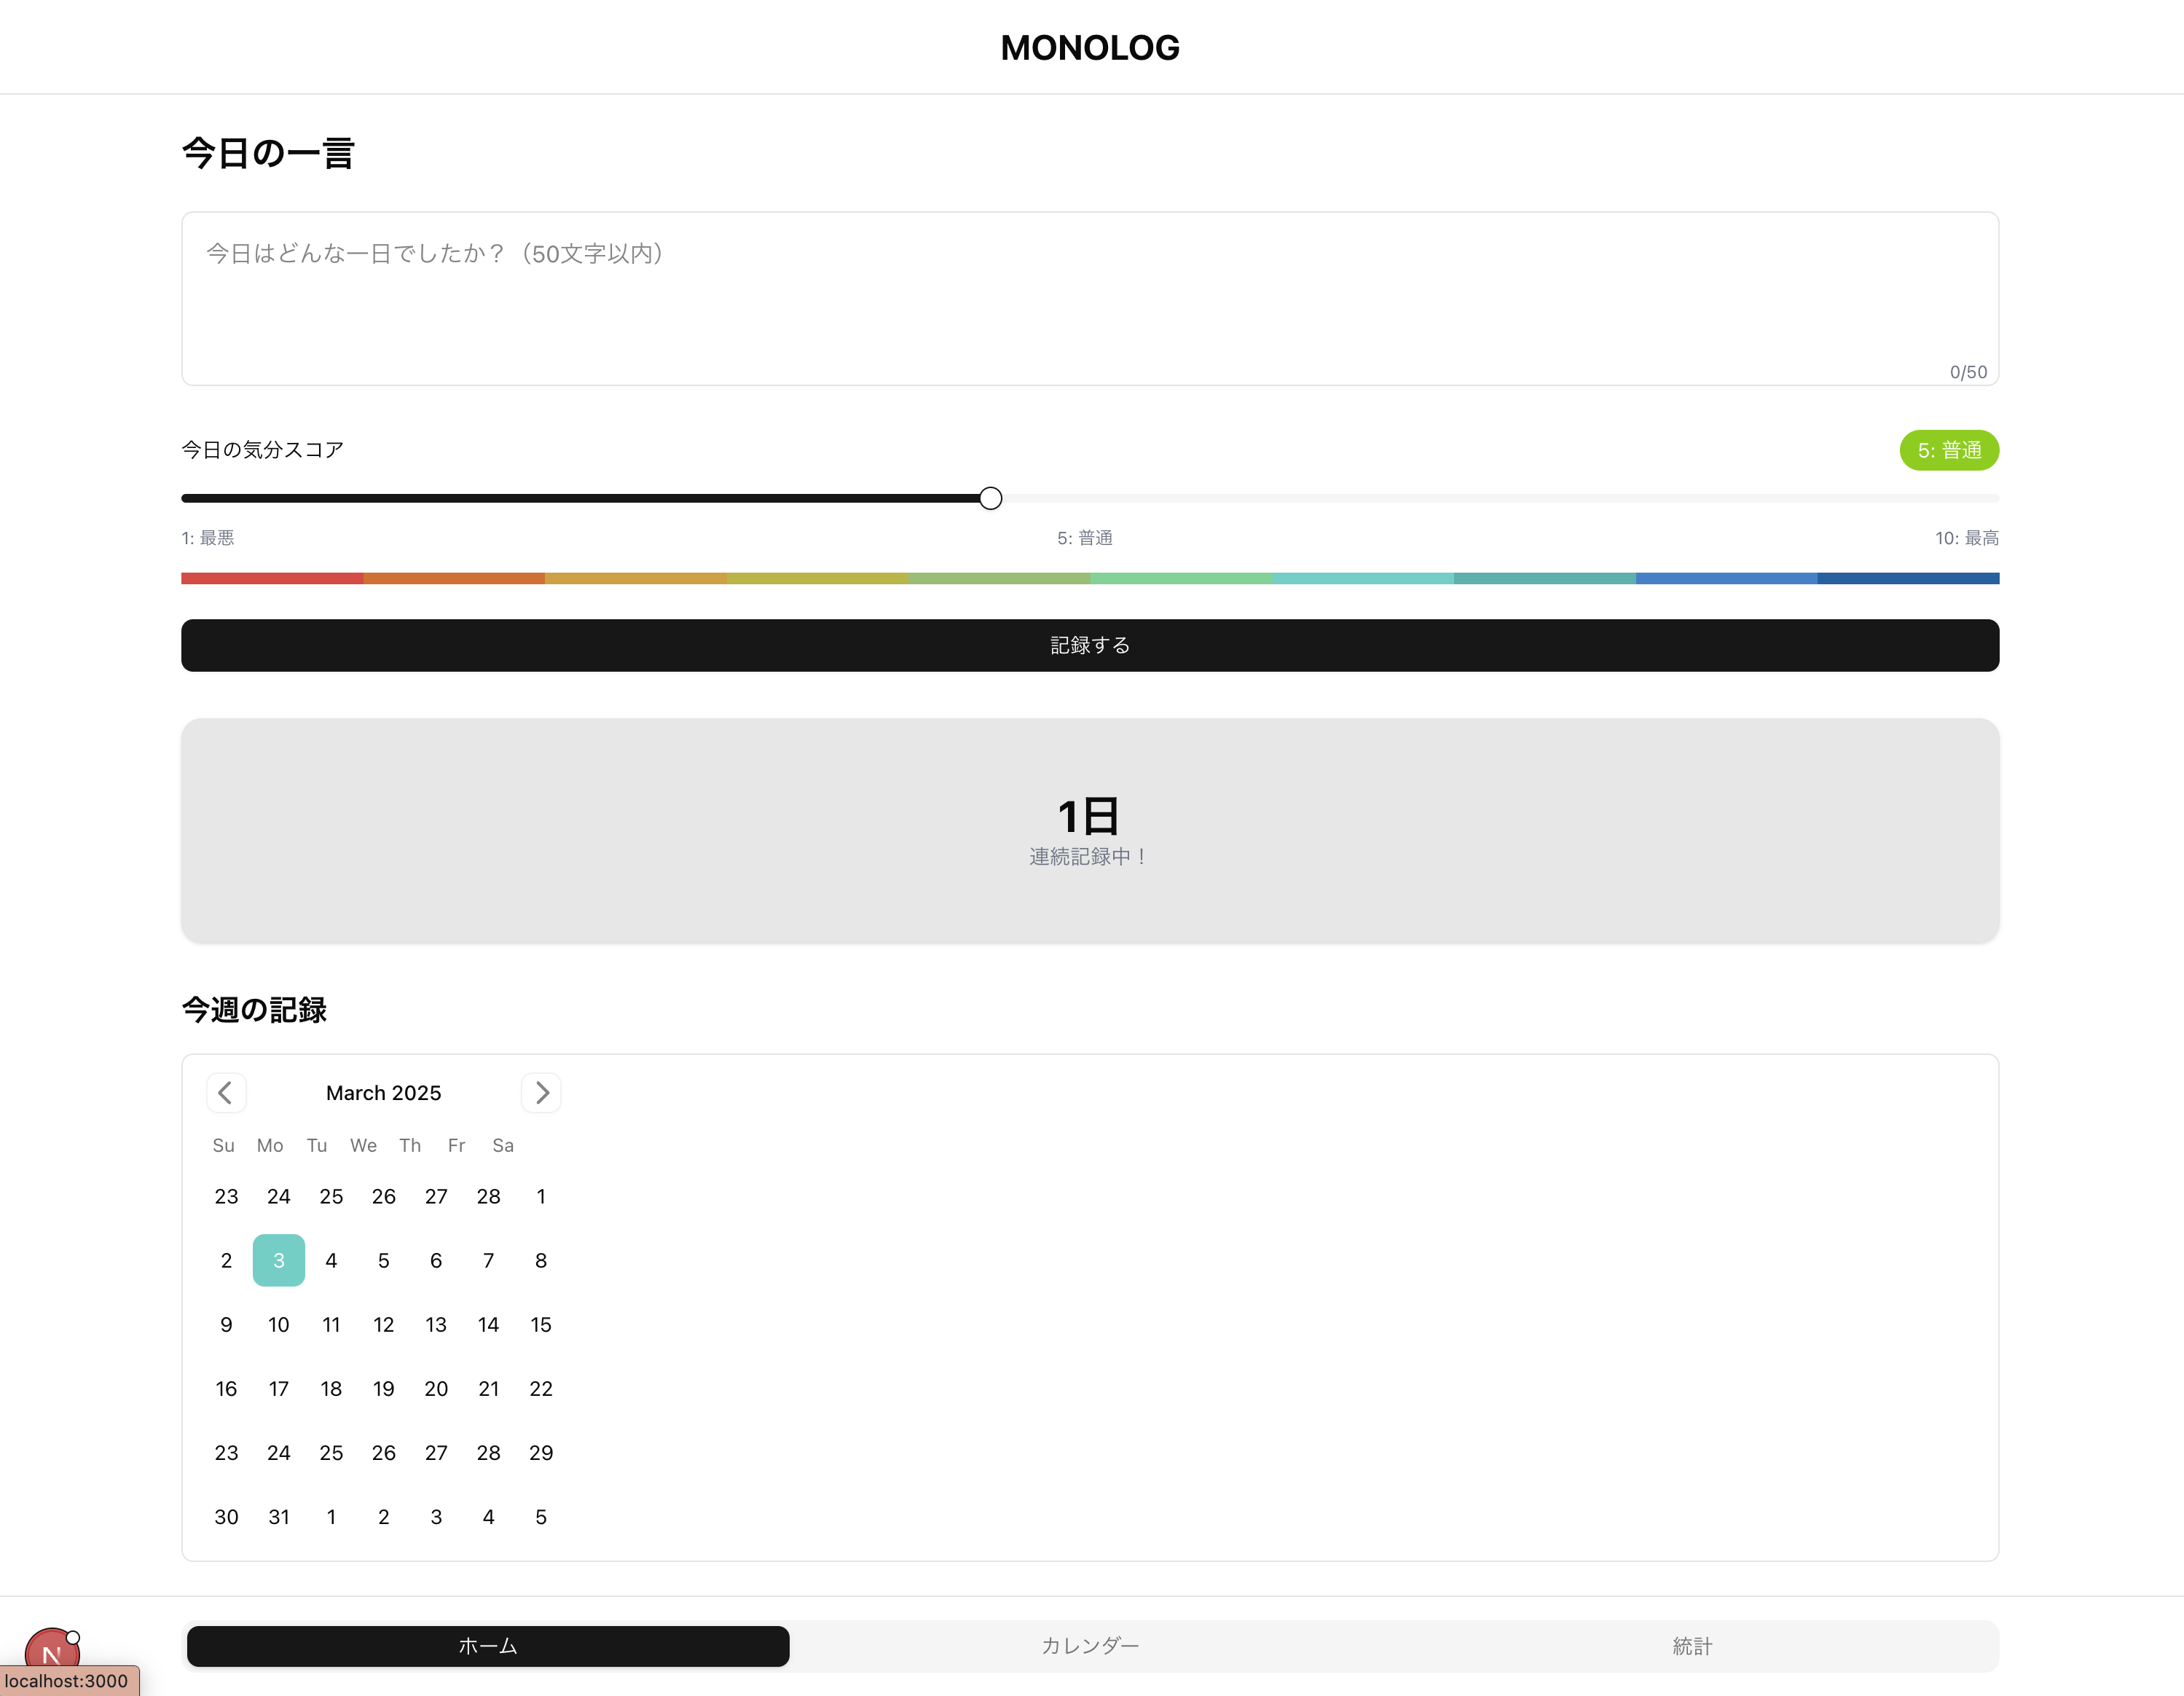 MONOLOG
今日の一言
今日はどんな一日でしたか？（50文字以内）
0/50
今日の気分スコア
5: 普通
1: 最悪 5: 普通 10: 最高
記録する
1日
連続記録中！
今週の記録
March 2025
Su Mo Tu We Th Fr Sa
23 24 25 26 27 28 1
2 3 4 5 6 7 8
9 10 11 12 13 14 15
16 17 18 19 20 21 22
23 24 25 26 27 28 29
30 31 1 2 3 4 5
ホーム カレンダー 統計
N
localhost:3000